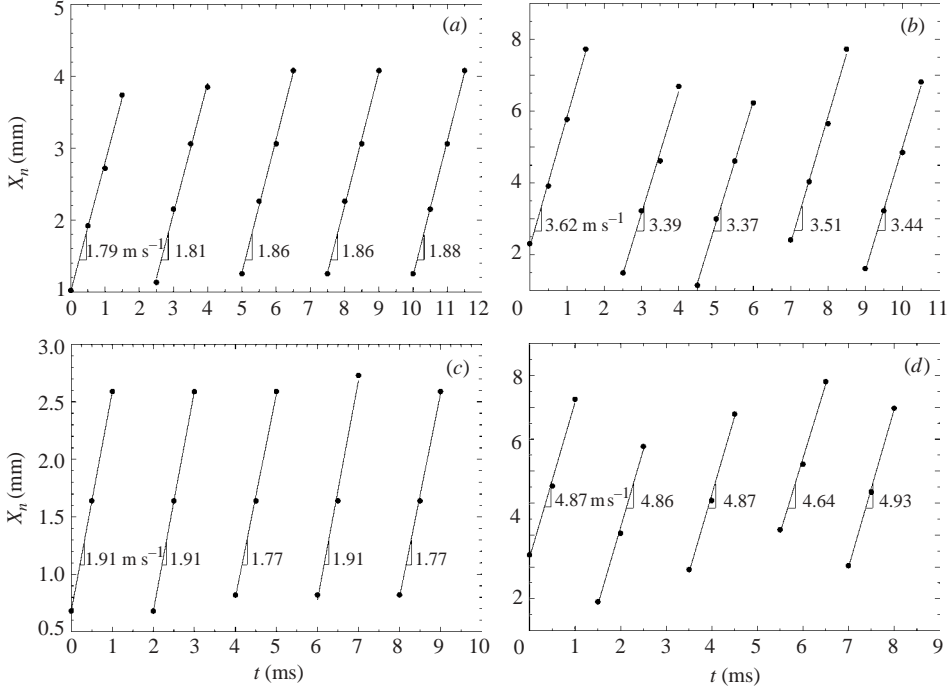 5
4
3
2
1
X_n (mm)
(a)
1.79 m s⁻¹
1.81
1.86
1.86
1.88
0 1 2 3 4 5 6 7 8 9 10 11 12
8
6
4
2
(b)
3.62 m s⁻¹
3.39
3.37
3.51
3.44
0 1 2 3 4 5 6 7 8 9 10 11
3.0
2.5
2.0
1.5
1.0
0.5
X_n (mm)
(c)
1.91 m s⁻¹
1.91
1.77
1.91
1.77
0 1 2 3 4 5 6 7 8 9 10
t (ms)
8
6
4
2
(d)
4.87 m s⁻¹
4.86
4.87
4.64
4.93
0 1 2 3 4 5 6 7 8 9
t (ms)